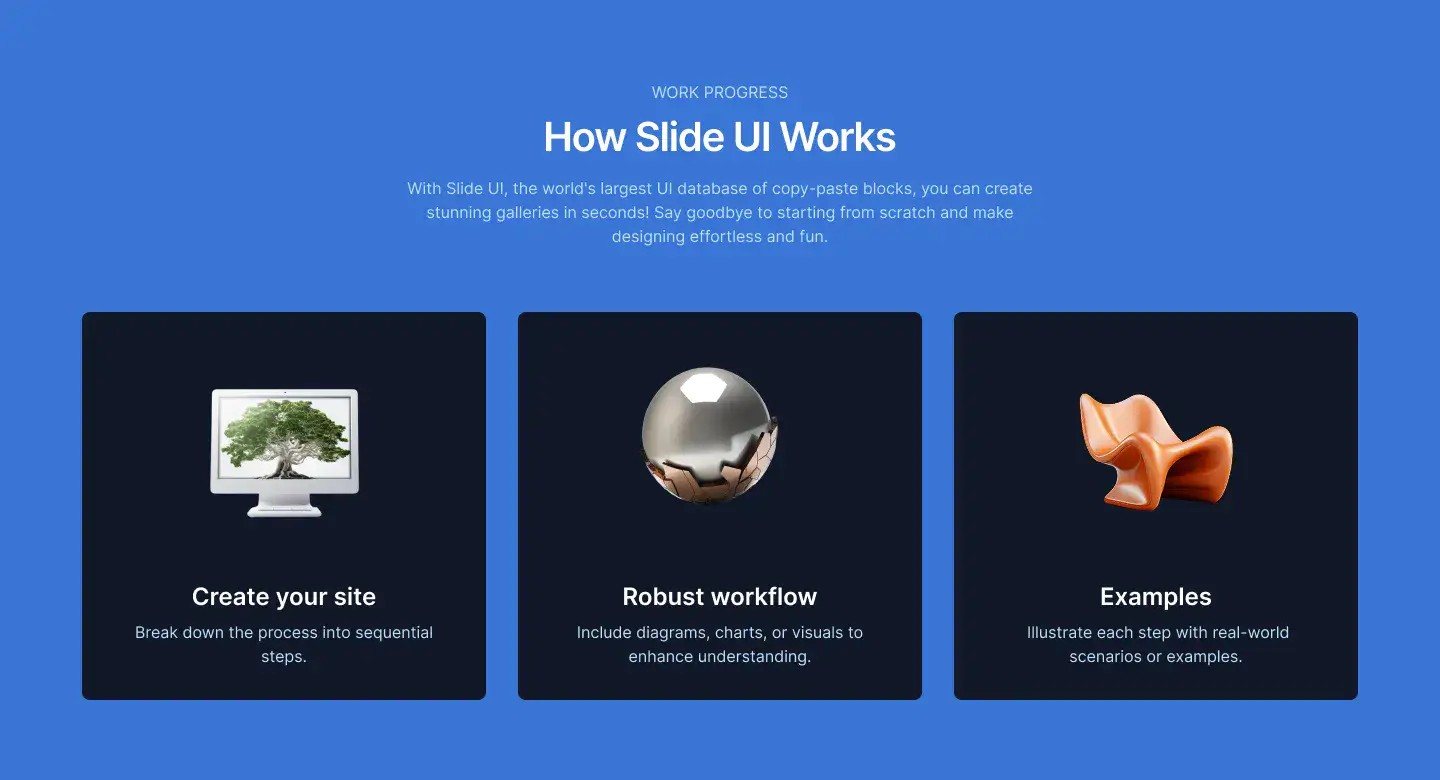 WORK PROGRESS
How Slide UI Works
With Slide UI, the world's largest UI database of copy-paste blocks, you can create
stunning galleries in seconds! Say goodbye to starting from scratch and make
designing effortless and fun.
Create your site
Break down the process into sequential
steps.
Robust workflow
Include diagrams, charts, or visuals to
enhance understanding.
Examples
Illustrate each step with real-world
scenarios or examples.